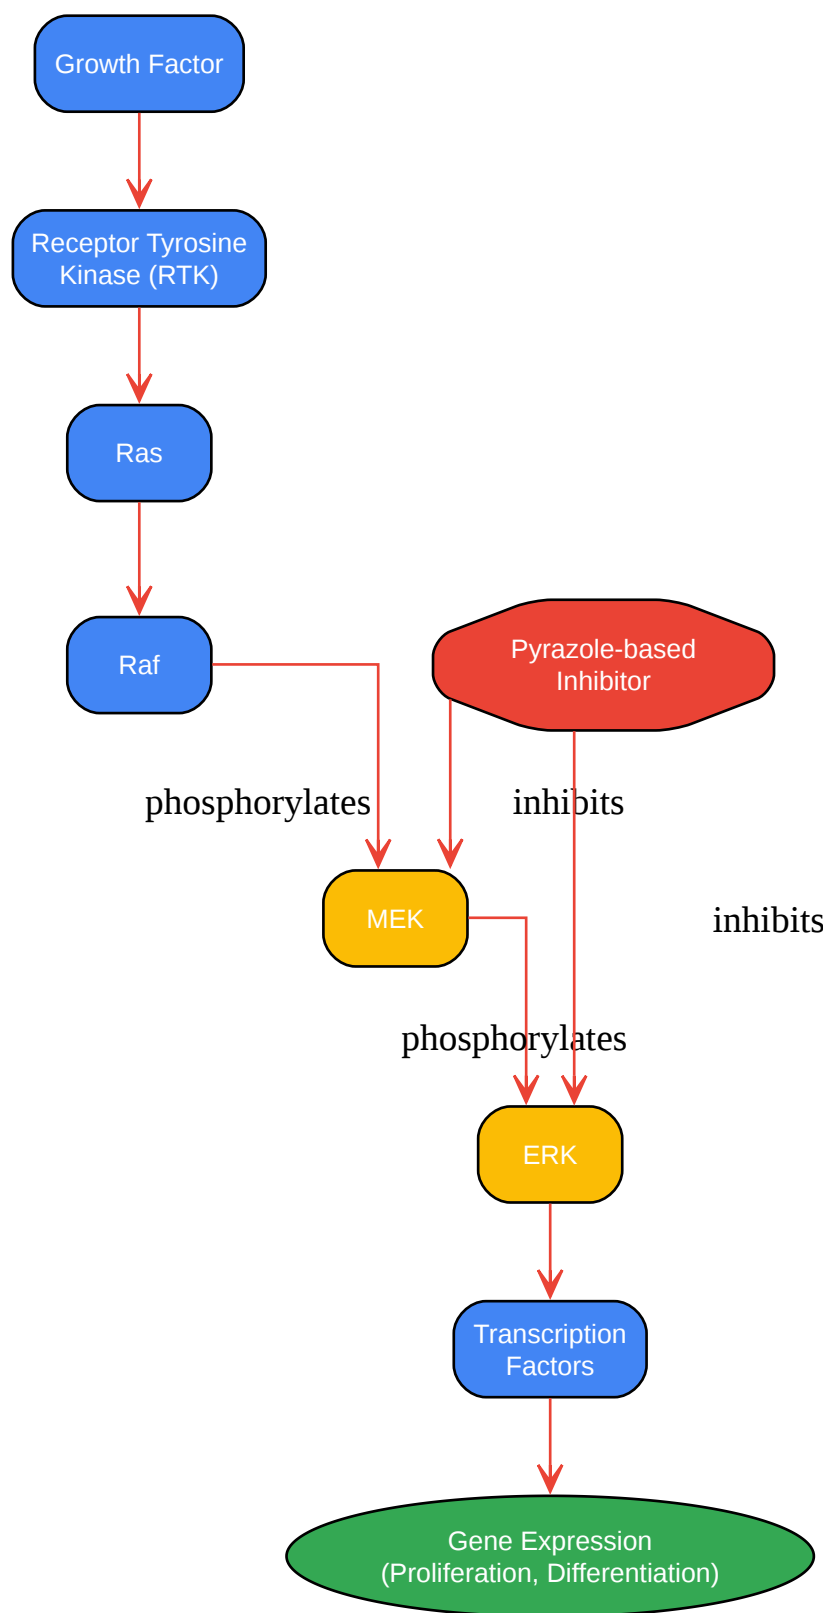 Growth Factor
Receptor Tyrosine
Kinase (RTK)
Ras
Raf
Pyrazole-based
Inhibitor
phosphorylates
inhibits
MEK
inhibits
phosphorylates
ERK
Transcription
Factors
Gene Expression
(Proliferation, Differentiation)